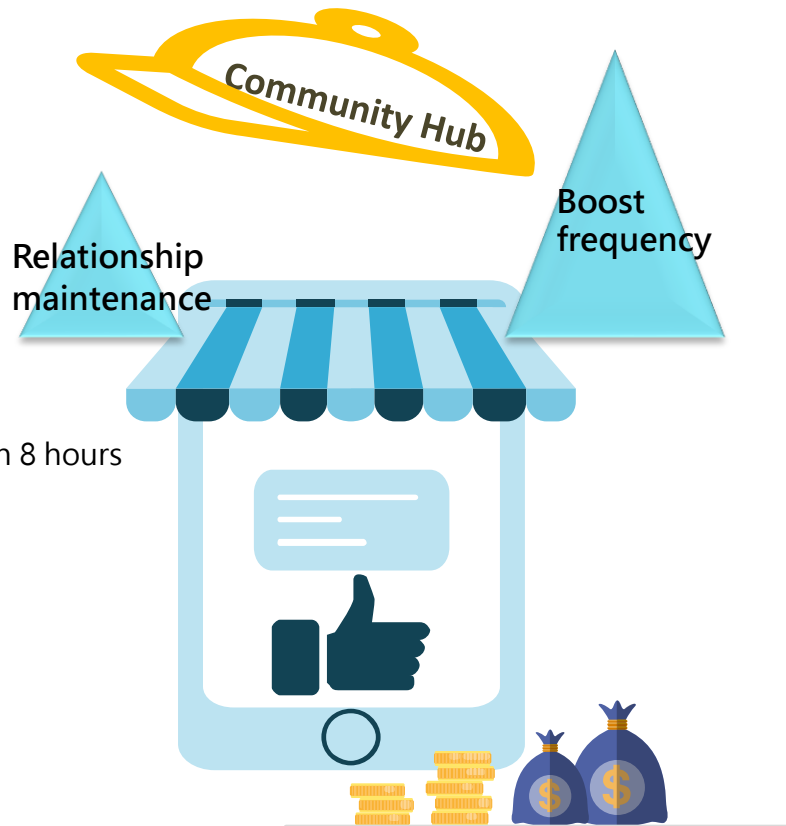 Community Hub
Boost
frequency
Relationship
maintenance
8 hours
$
$